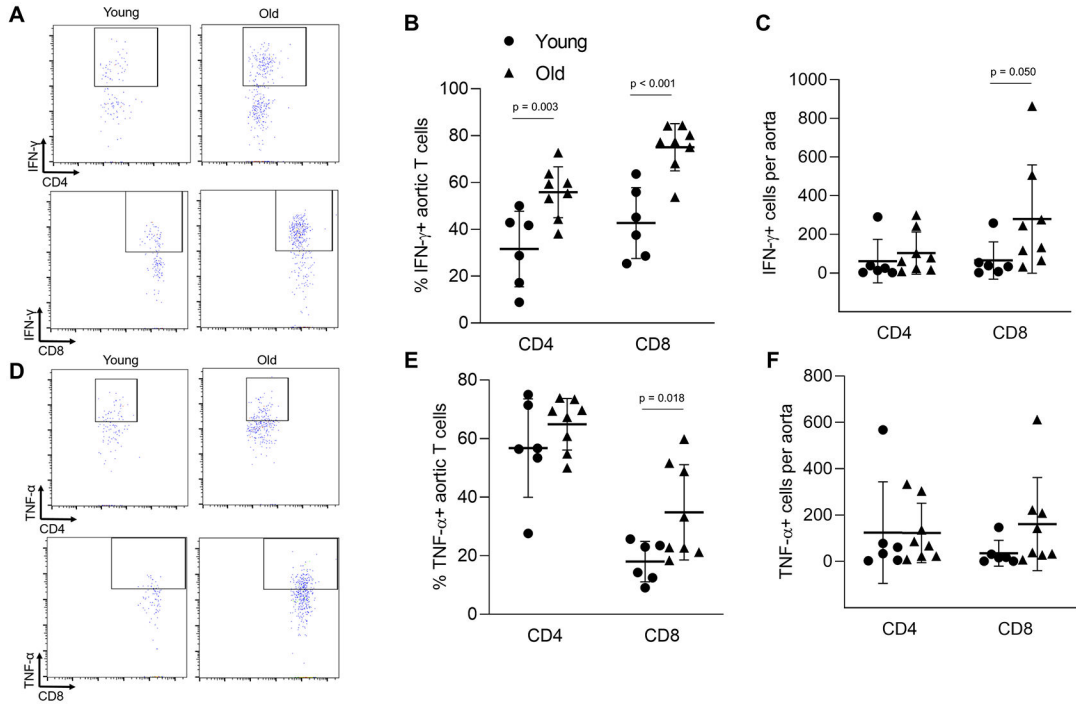 A
Young
Old
IFN-γ
CD4
IFN-γ
CD8
B
Young
Old
% IFN-γ+ aortic T cells
100
80
60
40
20
0
p = 0.003
p < 0.001
CD4
CD8
C
IFN-γ+ cells per aorta
1000
800
600
400
200
0
p = 0.050
CD4
CD8
D
Young
Old
TNF-α
CD4
TNF-α
CD8
E
% TNF-α+ aortic T cells
80
60
40
20
0
p = 0.018
CD4
CD8
F
TNF-α+ cells per aorta
800
600
400
200
0
CD4
CD8